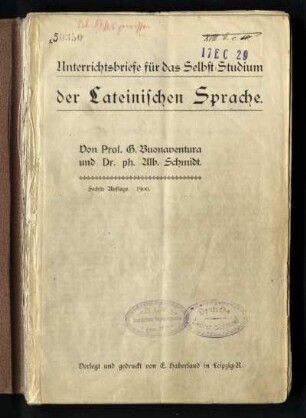 50350
17 EC 29
Unterrichtsbriefe für das Selbst-Studium
der Lateinischen Sprache.
Von Prof. G. Buonaventura
und Dr. ph. Alb. Schmidt.
Sechste Auflage. 1900.
Verlegt und gedruckt von E. Haberland in Leipzig-R.